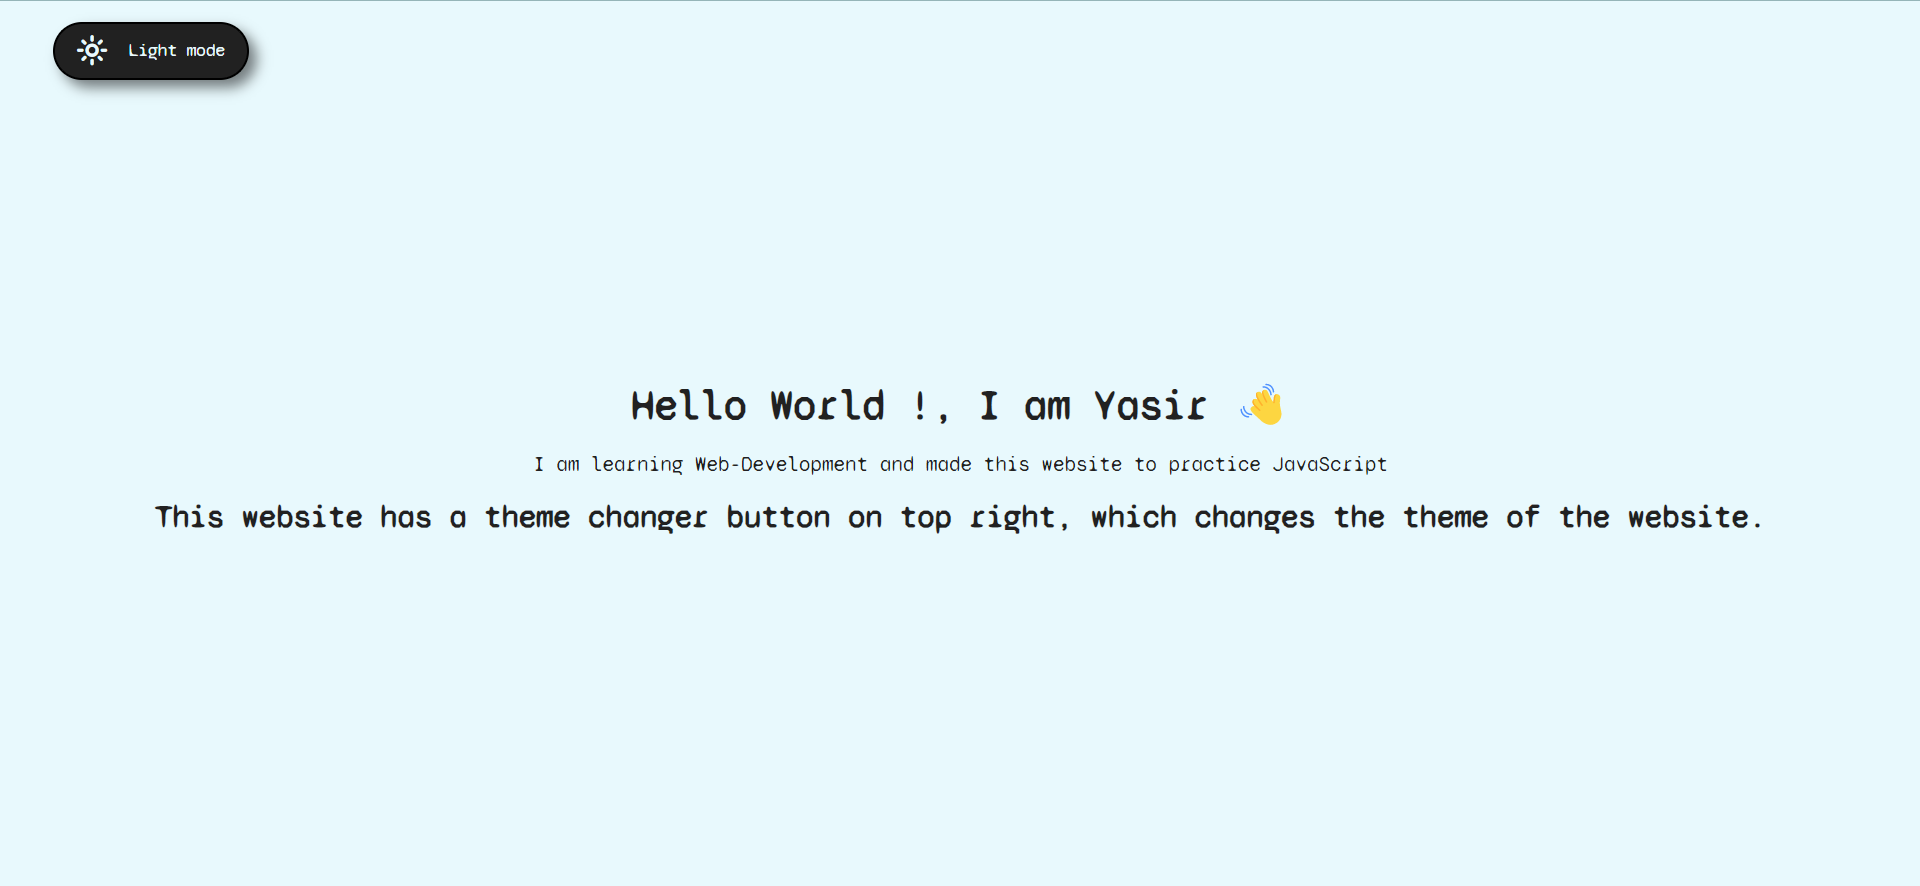 Light mode
Hello World !, I am Yasir 👋
I am learning Web-Development and made this website to practice JavaScript
This website has a theme changer button on top right, which changes the theme of the website.